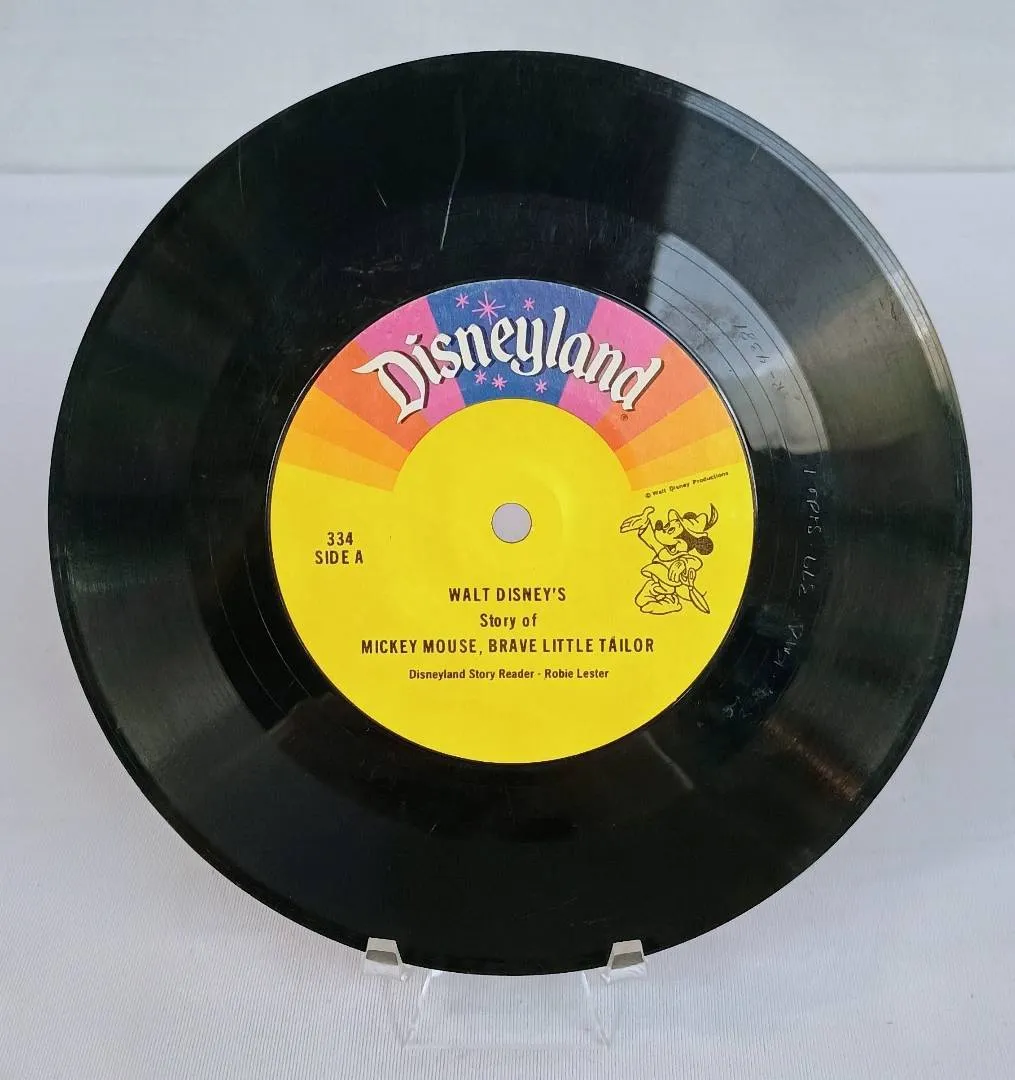 Disneyland ®
© Walt Disney Productions
334
SIDE A
WALT DISNEY'S
Story of
MICKEY MOUSE, BRAVE LITTLE TAILOR
Disneyland Story Reader - Robie Lester